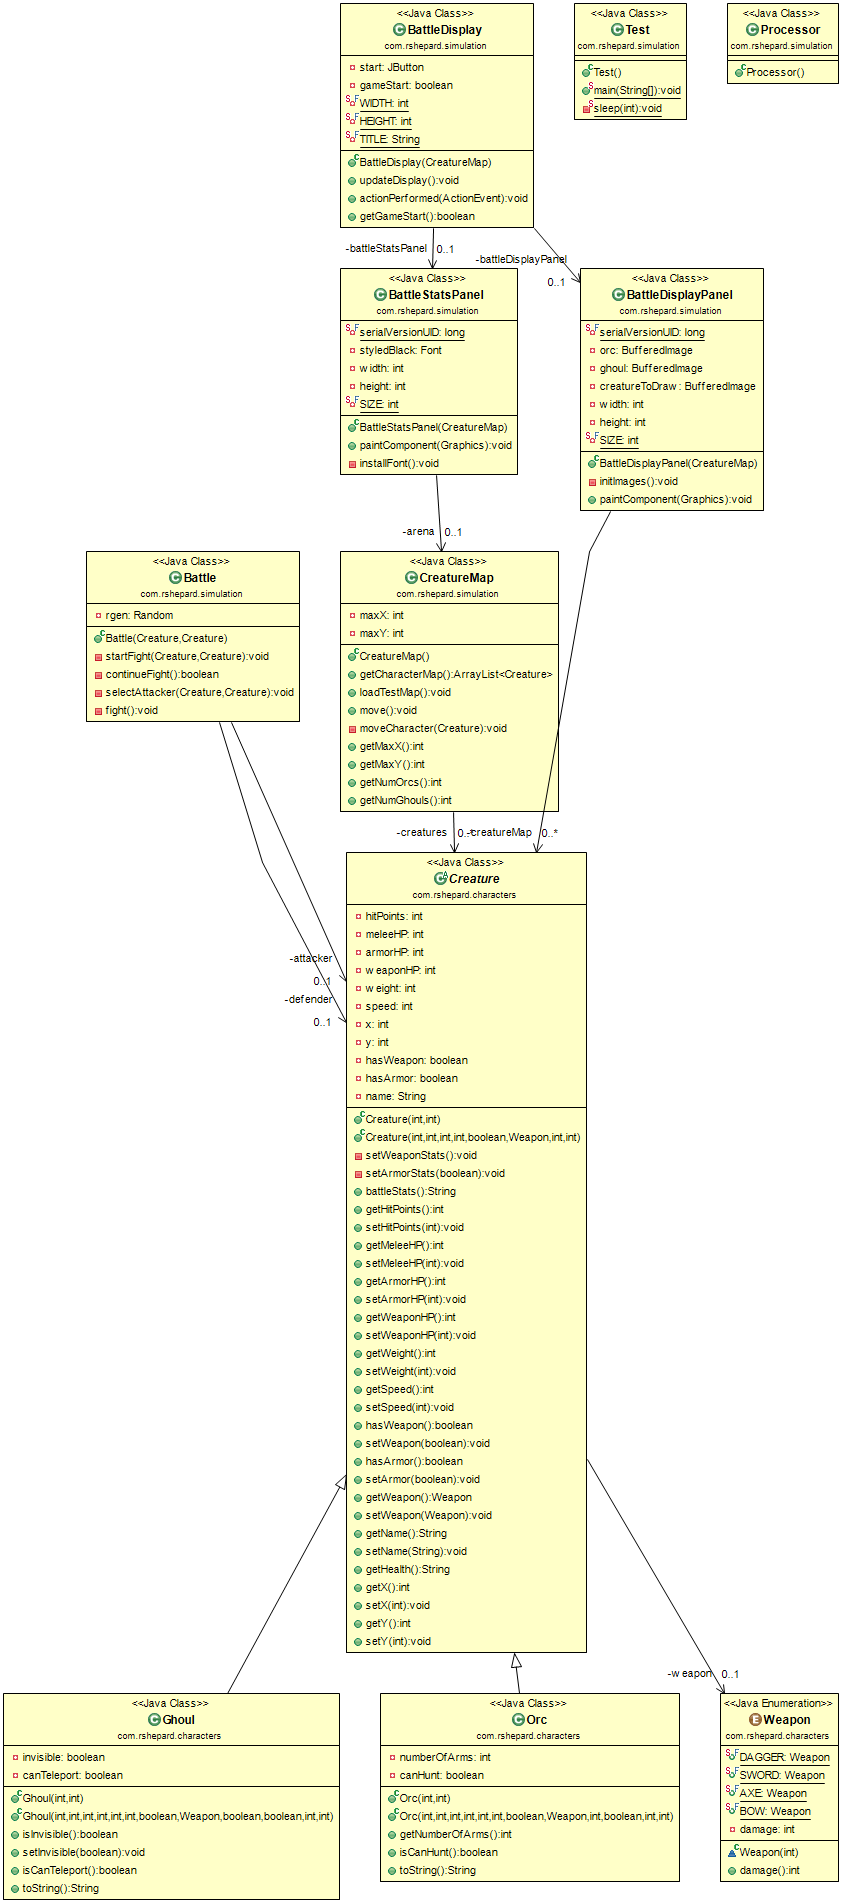 <<Java Class>>
BattleDisplay
com.rshepard.simulation
start: JButton
gameStart: boolean
WIDTH: int
HEIGHT: int
TITLE: String
BattleDisplay(CreatureMap)
updateDisplay():void
actionPerformed(ActionEvent):void
getGameStart():boolean
<<Java Class>>
Test
com.rshepard.simulation
Test()
main(String[]):void
sleep(int):void
<<Java Class>>
Processor
com.rshepard.simulation
Processor()
-battleStatsPanel
0..1
-battleDisplayPanel
0..1
<<Java Class>>
BattleStatsPanel
com.rshepard.simulation
serialVersionUID: long
styledBlack: Font
width: int
height: int
SIZE: int
BattleStatsPanel(CreatureMap)
paintComponent(Graphics):void
installFont():void
<<Java Class>>
BattleDisplayPanel
com.rshepard.simulation
serialVersionUID: long
orc: BufferedImage
ghoul: BufferedImage
creatureToDraw: BufferedImage
width: int
height: int
SIZE: int
BattleDisplayPanel(CreatureMap)
initImages():void
paintComponent(Graphics):void
-arena
0..1
<<Java Class>>
Battle
com.rshepard.simulation
rgen: Random
Battle(Creature,Creature)
startFight(Creature,Creature):void
continueFight():boolean
selectAttacker(Creature,Creature):void
fight():void
<<Java Class>>
CreatureMap
com.rshepard.simulation
maxX: int
maxY: int
CreatureMap()
getCharacterMap():ArrayList<Creature>
loadTestMap():void
move():void
moveCharacter(Creature):void
getMaxX():int
getMaxY():int
getNumOrcs():int
getNumGhouls():int
-creatures
0..*
-creatureMap
0..*
-attacker
0..1
-defender
0..1
<<Java Class>>
Creature
com.rshepard.characters
hitPoints: int
meleeHP: int
armorHP: int
weaponHP: int
weight: int
speed: int
x: int
y: int
hasWeapon: boolean
hasArmor: boolean
name: String
Creature(int,int)
Creature(int,int,int,int,boolean,Weapon,int,int)
setWeaponStats():void
setArmorStats(boolean):void
battleStats():String
getHitPoints():int
setHitPoints(int):void
getMeleeHP():int
setMeleeHP(int):void
getArmorHP():int
setArmorHP(int):void
getWeaponHP():int
setWeaponHP(int):void
getWeight():int
setWeight(int):void
getSpeed():int
setSpeed(int):void
hasWeapon():boolean
setWeapon(boolean):void
hasArmor():boolean
setArmor(boolean):void
getWeapon():Weapon
setWeapon(Weapon):void
getName():String
setName(String):void
getHealth():String
getX():int
setX(int):void
getY():int
setY(int):void
-weapon
0..1
<<Java Class>>
Ghoul
com.rshepard.characters
invisible: boolean
canTeleport: boolean
Ghoul(int,int)
Ghoul(int,int,int,int,int,int,boolean,Weapon,boolean,boolean,int,int)
isInvisible():boolean
setInvisible(boolean):void
isCanTeleport():boolean
toString():String
<<Java Class>>
Orc
com.rshepard.characters
numberOfArms: int
canHunt: boolean
Orc(int,int)
Orc(int,int,int,int,int,int,boolean,Weapon,int,boolean,int,int)
getNumberOfArms():int
isCanHunt():boolean
toString():String
<<Java Enumeration>>
Weapon
com.rshepard.characters
DAGGER: Weapon
SWORD: Weapon
AXE: Weapon
BOW: Weapon
damage: int
Weapon(int)
damage():int